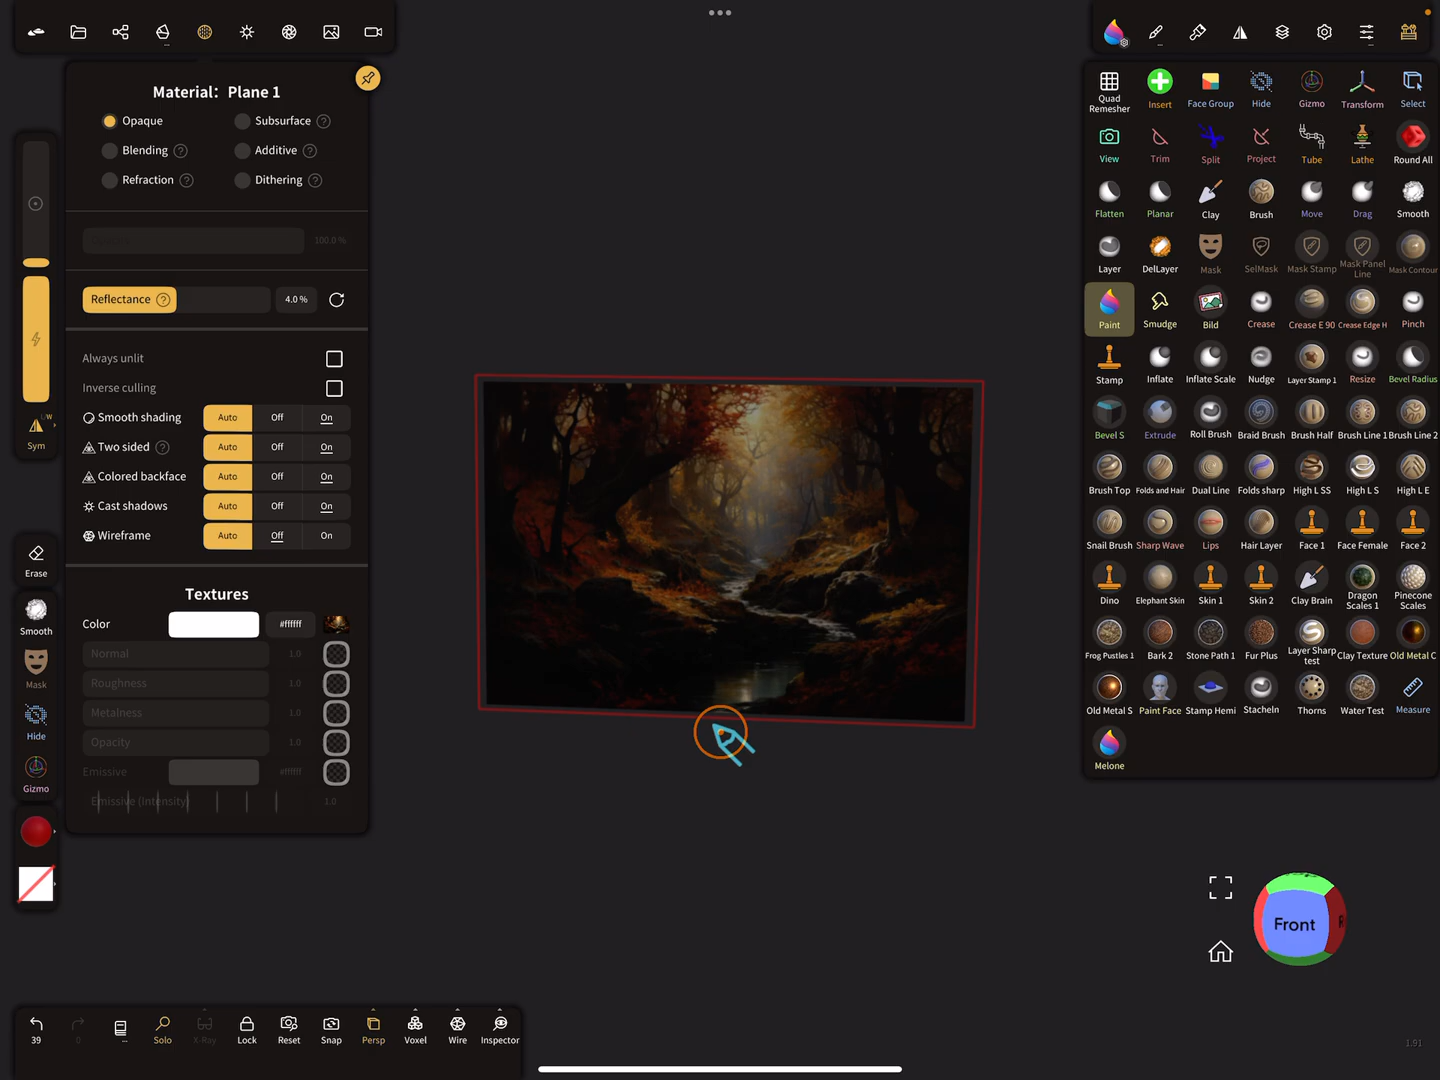 Material: Plane 1
Opaque
Subsurface ?
Blending ?
Additive ?
Refraction ?
Dithering ?
100.0 %
Reflectance ?
4.0 %
Always unlit
Inverse culling
Smooth shading Auto Off On
Two sided ? Auto Off On
Colored backface Auto Off On
Cast shadows Auto Off On
Wireframe Auto Off On
Textures
Color #ffffff
Normal 1.0
Roughness 1.0
Metalness 1.0
Opacity 1.0
Emissive #ffffff
Emissive (Intensity) 1.0
Sym
Erase
Smooth
Mask
Hide
Gizmo
Quad Remesher
Insert
Face Group
Hide
Gizmo
Transform
Select
View
Trim
Split
Project
Tube
Lathe
Round All
Flatten
Planar
Clay
Brush
Move
Drag
Smooth
Layer
DelLayer
Mask
SelMask
Mask Stamp
Mask Panel Line
Mask Contour
Paint
Smudge
Bild
Crease
Crease E 90
Crease Edge H
Pinch
Stamp
Inflate
Inflate Scale
Nudge
Layer Stamp 1
Resize
Bevel Radius
Bevel S
Extrude
Roll Brush
Braid Brush
Brush Half
Brush Line 1
Brush Line 2
Brush Top
Folds and Hair
Dual Line
Folds sharp
High L SS
High L S
High L E
Snail Brush
Sharp Wave
Lips
Hair Layer
Face 1
Face Female
Face 2
Dino
Elephant Skin
Skin 1
Skin 2
Clay Brain
Dragon Scales 1
Pinecone Scales
Frog Pustles 1
Bark 2
Stone Path 1
Fur Plus
Layer Sharp test
Clay Texture
Old Metal C
Old Metal S
Paint Face
Stamp Hemi
Stacheln
Thorns
Water Test
Measure
Melone
Front
39
0
Solo
X-Ray
Lock
Reset
Snap
Persp
Voxel
Wire
Inspector
1.91